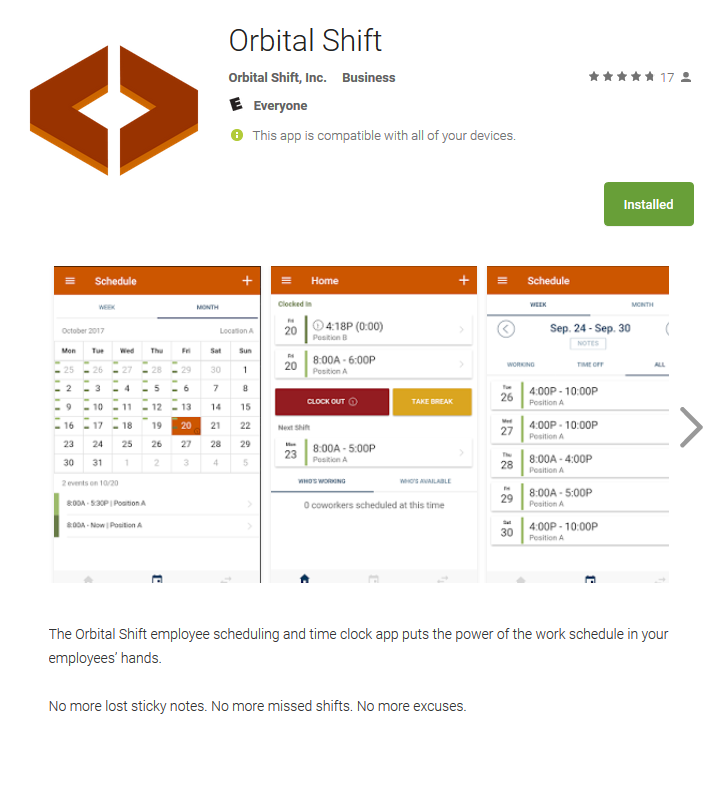 Orbital Shift
Orbital Shift, Inc. Business
17
E Everyone
This app is compatible with all of your devices.
Installed
Schedule +
WEEK MONTH
October 2017 Location A
Mon Tue Wed Thu Fri Sat Sun
25 26 27 28 29 30 1
2 3 4 5 6 7 8
9 10 11 12 13 14 15
16 17 18 19 20 21 22
23 24 25 26 27 28 29
30 31 1 2 3 4 5
2 events on 10/20
8:00A - 5:30P | Position A
8:00A - Now | Position A
Home +
Clocked In
Fri
20
4:18P (0:00)
Position B
Fri
20
8:00A - 6:00P
Position A
CLOCK OUT TAKE BREAK
Next Shift
Mon
23
8:00A - 5:00P
Position A
WHO'S WORKING WHO'S AVAILABLE
0 coworkers scheduled at this time
Schedule
WEEK MONTH
Sep. 24 - Sep. 30
NOTES
WORKING TIME OFF ALL
Tue
26
4:00P - 10:00P
Position A
Wed
27
4:00P - 10:00P
Position A
Thu
28
8:00A - 4:00P
Position A
Fri
29
8:00A - 5:00P
Position A
Sat
30
4:00P - 10:00P
Position A
The Orbital Shift employee scheduling and time clock app puts the power of the work schedule in your
employees’ hands.
No more lost sticky notes. No more missed shifts. No more excuses.